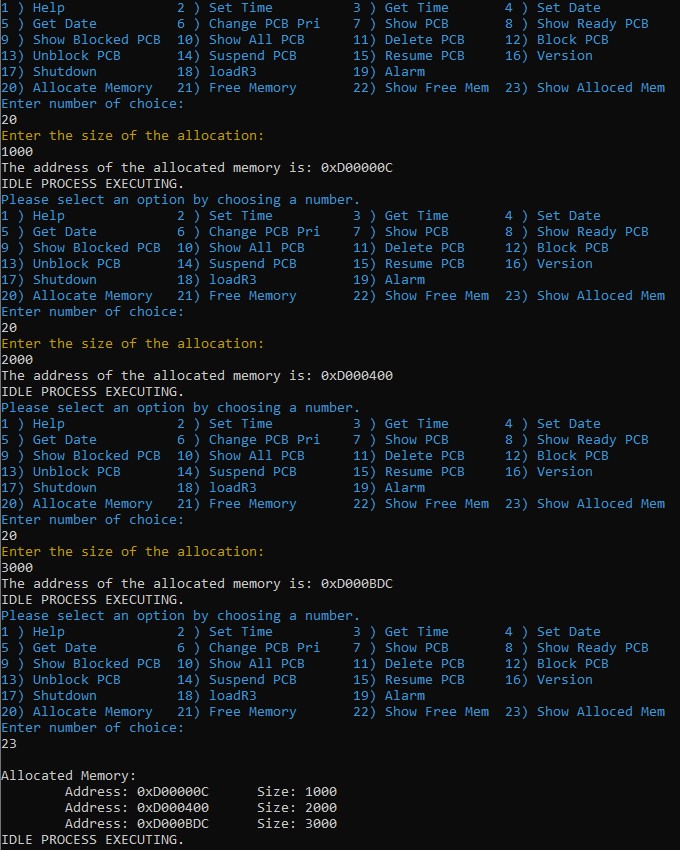 1 ) Help              2 ) Set Time          3 ) Get Time       4 ) Set Date
5 ) Get Date          6 ) Change PCB Pri    7 ) Show PCB       8 ) Show Ready PCB
9 ) Show Blocked PCB  10) Show All PCB      11) Delete PCB     12) Block PCB
13) Unblock PCB       14) Suspend PCB       15) Resume PCB     16) Version
17) Shutdown          18) loadR3            19) Alarm
20) Allocate Memory   21) Free Memory       22) Show Free Mem  23) Show Alloced Mem
Enter number of choice:
20
Enter the size of the allocation:
1000
The address of the allocated memory is: 0xD00000C
IDLE PROCESS EXECUTING.
Please select an option by choosing a number.
1 ) Help              2 ) Set Time          3 ) Get Time       4 ) Set Date
5 ) Get Date          6 ) Change PCB Pri    7 ) Show PCB       8 ) Show Ready PCB
9 ) Show Blocked PCB  10) Show All PCB      11) Delete PCB     12) Block PCB
13) Unblock PCB       14) Suspend PCB       15) Resume PCB     16) Version
17) Shutdown          18) loadR3            19) Alarm
20) Allocate Memory   21) Free Memory       22) Show Free Mem  23) Show Alloced Mem
Enter number of choice:
20
Enter the size of the allocation:
2000
The address of the allocated memory is: 0xD000400
IDLE PROCESS EXECUTING.
Please select an option by choosing a number.
1 ) Help              2 ) Set Time          3 ) Get Time       4 ) Set Date
5 ) Get Date          6 ) Change PCB Pri    7 ) Show PCB       8 ) Show Ready PCB
9 ) Show Blocked PCB  10) Show All PCB      11) Delete PCB     12) Block PCB
13) Unblock PCB       14) Suspend PCB       15) Resume PCB     16) Version
17) Shutdown          18) loadR3            19) Alarm
20) Allocate Memory   21) Free Memory       22) Show Free Mem  23) Show Alloced Mem
Enter number of choice:
20
Enter the size of the allocation:
3000
The address of the allocated memory is: 0xD000BDC
IDLE PROCESS EXECUTING.
Please select an option by choosing a number.
1 ) Help              2 ) Set Time          3 ) Get Time       4 ) Set Date
5 ) Get Date          6 ) Change PCB Pri    7 ) Show PCB       8 ) Show Ready PCB
9 ) Show Blocked PCB  10) Show All PCB      11) Delete PCB     12) Block PCB
13) Unblock PCB       14) Suspend PCB       15) Resume PCB     16) Version
17) Shutdown          18) loadR3            19) Alarm
20) Allocate Memory   21) Free Memory       22) Show Free Mem  23) Show Alloced Mem
Enter number of choice:
23
Allocated Memory:
        Address: 0xD00000C      Size: 1000
        Address: 0xD000400      Size: 2000
        Address: 0xD000BDC      Size: 3000
IDLE PROCESS EXECUTING.